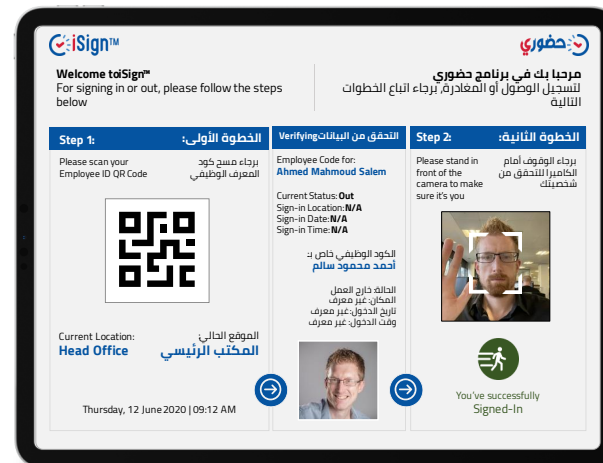 iSign™
حضوري
Welcome toiSign™
For signing in or out, please follow the steps
below
مرحبا بك في برنامج حضوري
لتسجيل الوصول أو المغادرة، برجاء اتباع الخطوات
التالية
Step 1:
الخطوة الأولى:
Please scan your
Employee ID QR Code
برجاء مسح كود
المعرف الوظيفي
Current Location:
Head Office
الموقع الحالي:
المكتب الرئيسي
Thursday, 12 June 2020 | 09:12 AM
Verifying التحقق من البيانات
Employee Code for:
Ahmed Mahmoud Salem
Current Status: Out
Sign-in Location: N/A
Sign-in Date: N/A
Sign-in Time: N/A
الكود الوظيفي خاص بـ:
أحمد محمود سالم
الحالة: خارج العمل
المكان: غير معرف
تاريخ الدخول: غير معرف
وقت الدخول: غير معرف
Step 2:
الخطوة الثانية:
Please stand in
front of the
camera to make
sure it's you
برجاء الوقوف أمام
الكاميرا للتحقق من
شخصيتك
You've successfully
Signed-In